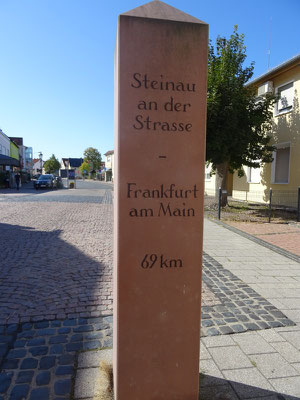 Steinau
an der
Strasse
-
Frankfurt
am Main
69 km